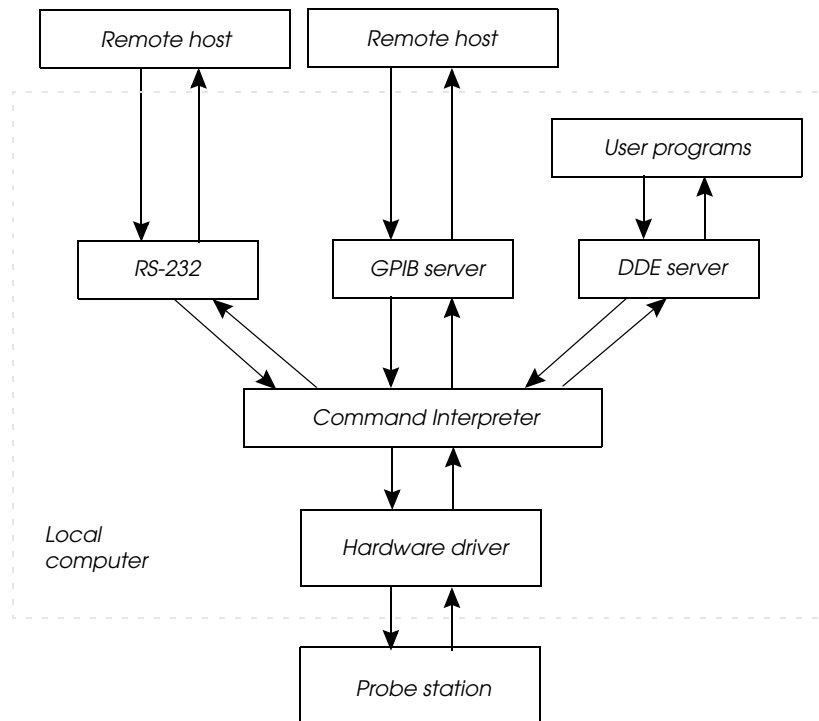 Remote host
Remote host
User programs
RS-232
GPIB server
DDE server
Command Interpreter
Local
computer
Hardware driver
Probe station